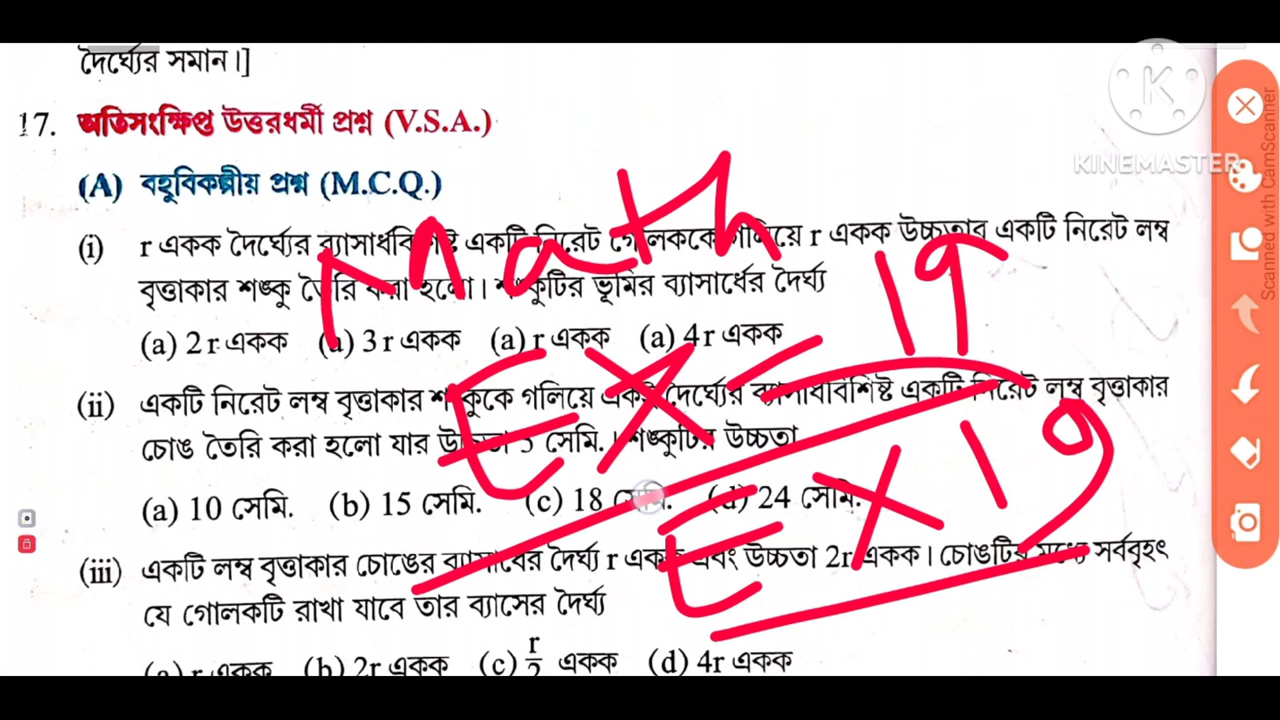 দৈর্ঘ্যের সমান।]
17. অতিসংক্ষিপ্ত উত্তরধর্মী প্রশ্ন (V.S.A.)
(A) বহুবিকল্পীয় প্রশ্ন (M.C.Q.)
(i) r একক দৈর্ঘ্যের ব্যাসার্ধবিশিষ্ট একটি নিরেট গোলককে গলিয়ে r একক উচ্চতার একটি নিরেট লম্ব
বৃত্তাকার শঙ্কু তৈরি করা হলো। শঙ্কুটির ভূমির ব্যাসার্ধের দৈর্ঘ্য
(a) 2r একক (a) 3r একক (a) r একক (a) 4r একক
(ii) একটি নিরেট লম্ব বৃত্তাকার শঙ্কুকে গলিয়ে একই দৈর্ঘ্যের ব্যাসার্ধবিশিষ্ট একটি নিরেট লম্ব বৃত্তাকার
চোঙ তৈরি করা হলো যার উচ্চতা 5 সেমি.। শঙ্কুটির উচ্চতা
(a) 10 সেমি. (b) 15 সেমি. (c) 18 সেমি. (d) 24 সেমি.
(iii) একটি লম্ব বৃত্তাকার চোঙের ব্যাসার্ধের দৈর্ঘ্য r একক এবং উচ্চতা 2r একক। চোঙটির মধ্যে সর্ববৃহৎ
যে গোলকটি রাখা যাবে তার ব্যাসের দৈর্ঘ্য
(a) r একক (b) 2r একক (c) r/2 একক (d) 4r একক
Math
EX = 19
EX 19
KINEMASTER
Scanned with CamScanner